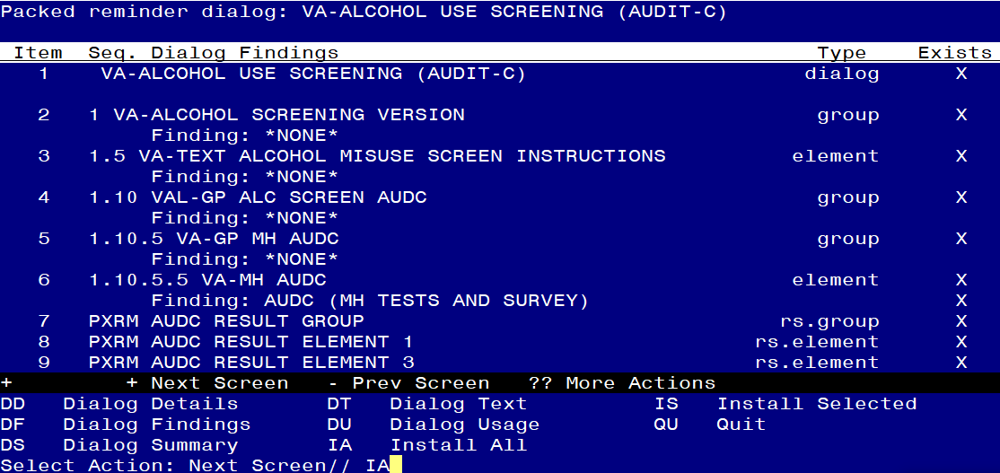 Packed reminder dialog: VA-ALCOHOL USE SCREENING (AUDIT-C)
Item Seq. Dialog Findings Type Exists
1 VA-ALCOHOL USE SCREENING (AUDIT-C) dialog X
2 1 VA-ALCOHOL SCREENING VERSION group X
Finding: *NONE*
3 1.5 VA-TEXT ALCOHOL MISUSE SCREEN INSTRUCTIONS element X
Finding: *NONE*
4 1.10 VAL-GP ALC SCREEN AUDC group X
Finding: *NONE*
5 1.10.5 VA-GP MH AUDC group X
Finding: *NONE*
6 1.10.5.5 VA-MH AUDC element X
Finding: AUDC (MH TESTS AND SURVEY) X
7 PXRM AUDC RESULT GROUP rs.group X
8 PXRM AUDC RESULT ELEMENT 1 rs.element X
9 PXRM AUDC RESULT ELEMENT 3 rs.element X
+ + Next Screen - Prev Screen ?? More Actions
DD Dialog Details DT Dialog Text IS Install Selected
DF Dialog Findings DU Dialog Usage QU Quit
DS Dialog Summary IA Install All
Select Action: Next Screen// IA